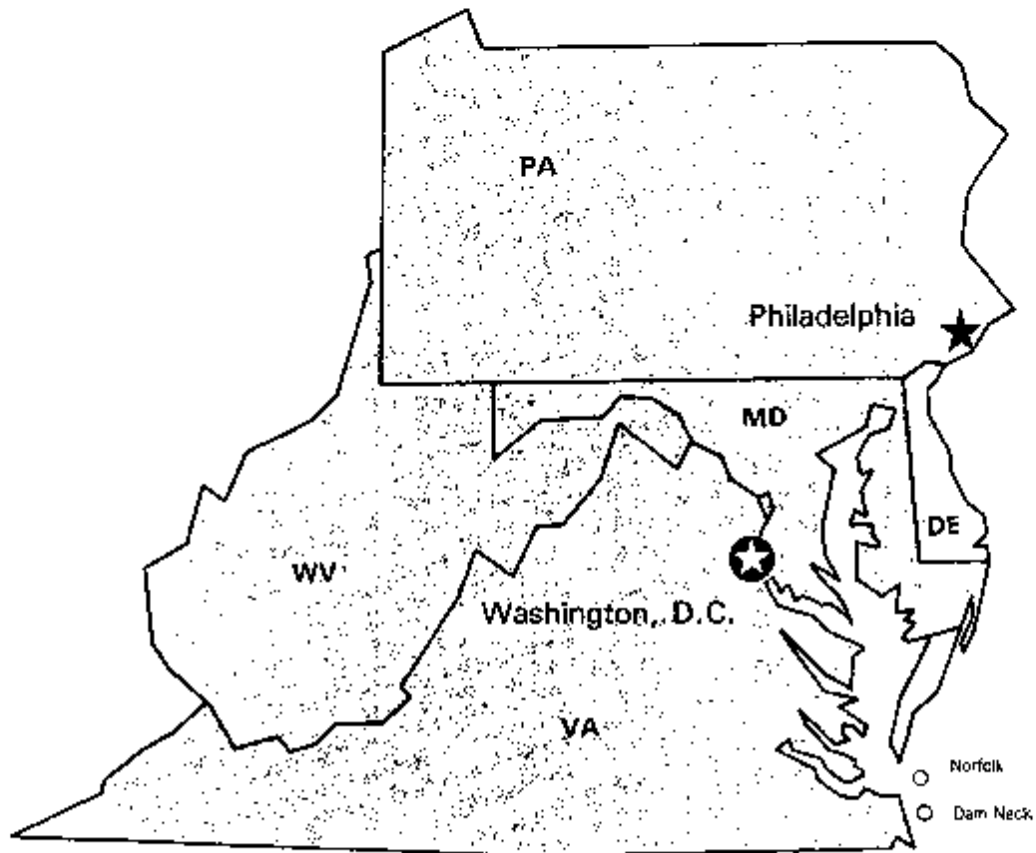 PA
Philadelphia
MD
DE
WV
Washington, D.C.
VA
Norfolk
Dam Neck